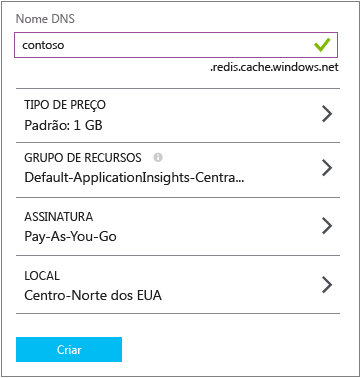 Nome DNS
contoso
.redis.cache.windows.net
TIPO DE PREÇO
Padrão: 1 GB
GRUPO DE RECURSOS
Default-ApplicationInsights-Centra...
ASSINATURA
Pay-As-You-Go
LOCAL
Centro-Norte dos EUA
Criar